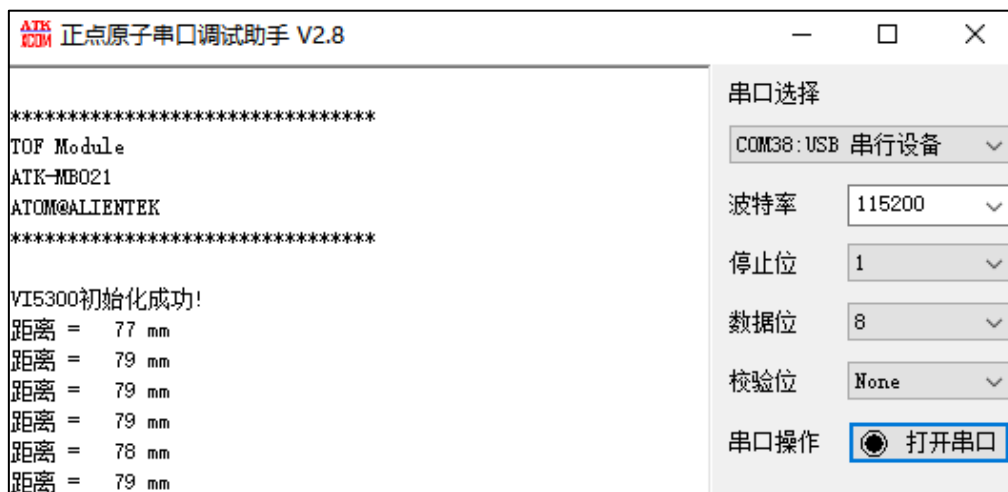 ATK
XCOM 正点原子串口调试助手 V2.8
********************************
TOF Module
ATK-MB021
ATOM@ALIENTEK
********************************
VI5300初始化成功!
距离 =   77 mm
距离 =   79 mm
距离 =   79 mm
距离 =   79 mm
距离 =   78 mm
距离 =   79 mm
串口选择
COM38:USB 串行设备
波特率 115200
停止位 1
数据位 8
校验位 None
串口操作 打开串口